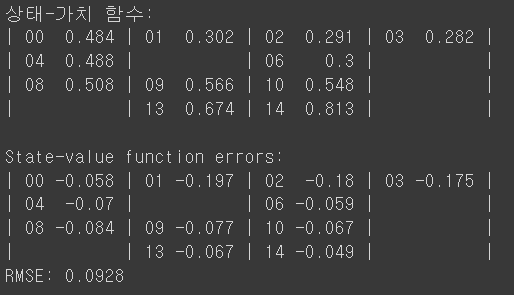 상태-가치 함수:
| 00  0.484 | 01  0.302 | 02  0.291 | 03  0.282 |
| 04  0.488 |           | 06    0.3 |           |
| 08  0.508 | 09  0.566 | 10  0.548 |           |
|           | 13  0.674 | 14  0.813 |           |
State-value function errors:
| 00 -0.058 | 01 -0.197 | 02  -0.18 | 03 -0.175 |
| 04  -0.07 |           | 06 -0.059 |           |
| 08 -0.084 | 09 -0.077 | 10 -0.067 |           |
|           | 13 -0.067 | 14 -0.049 |           |
RMSE: 0.0928